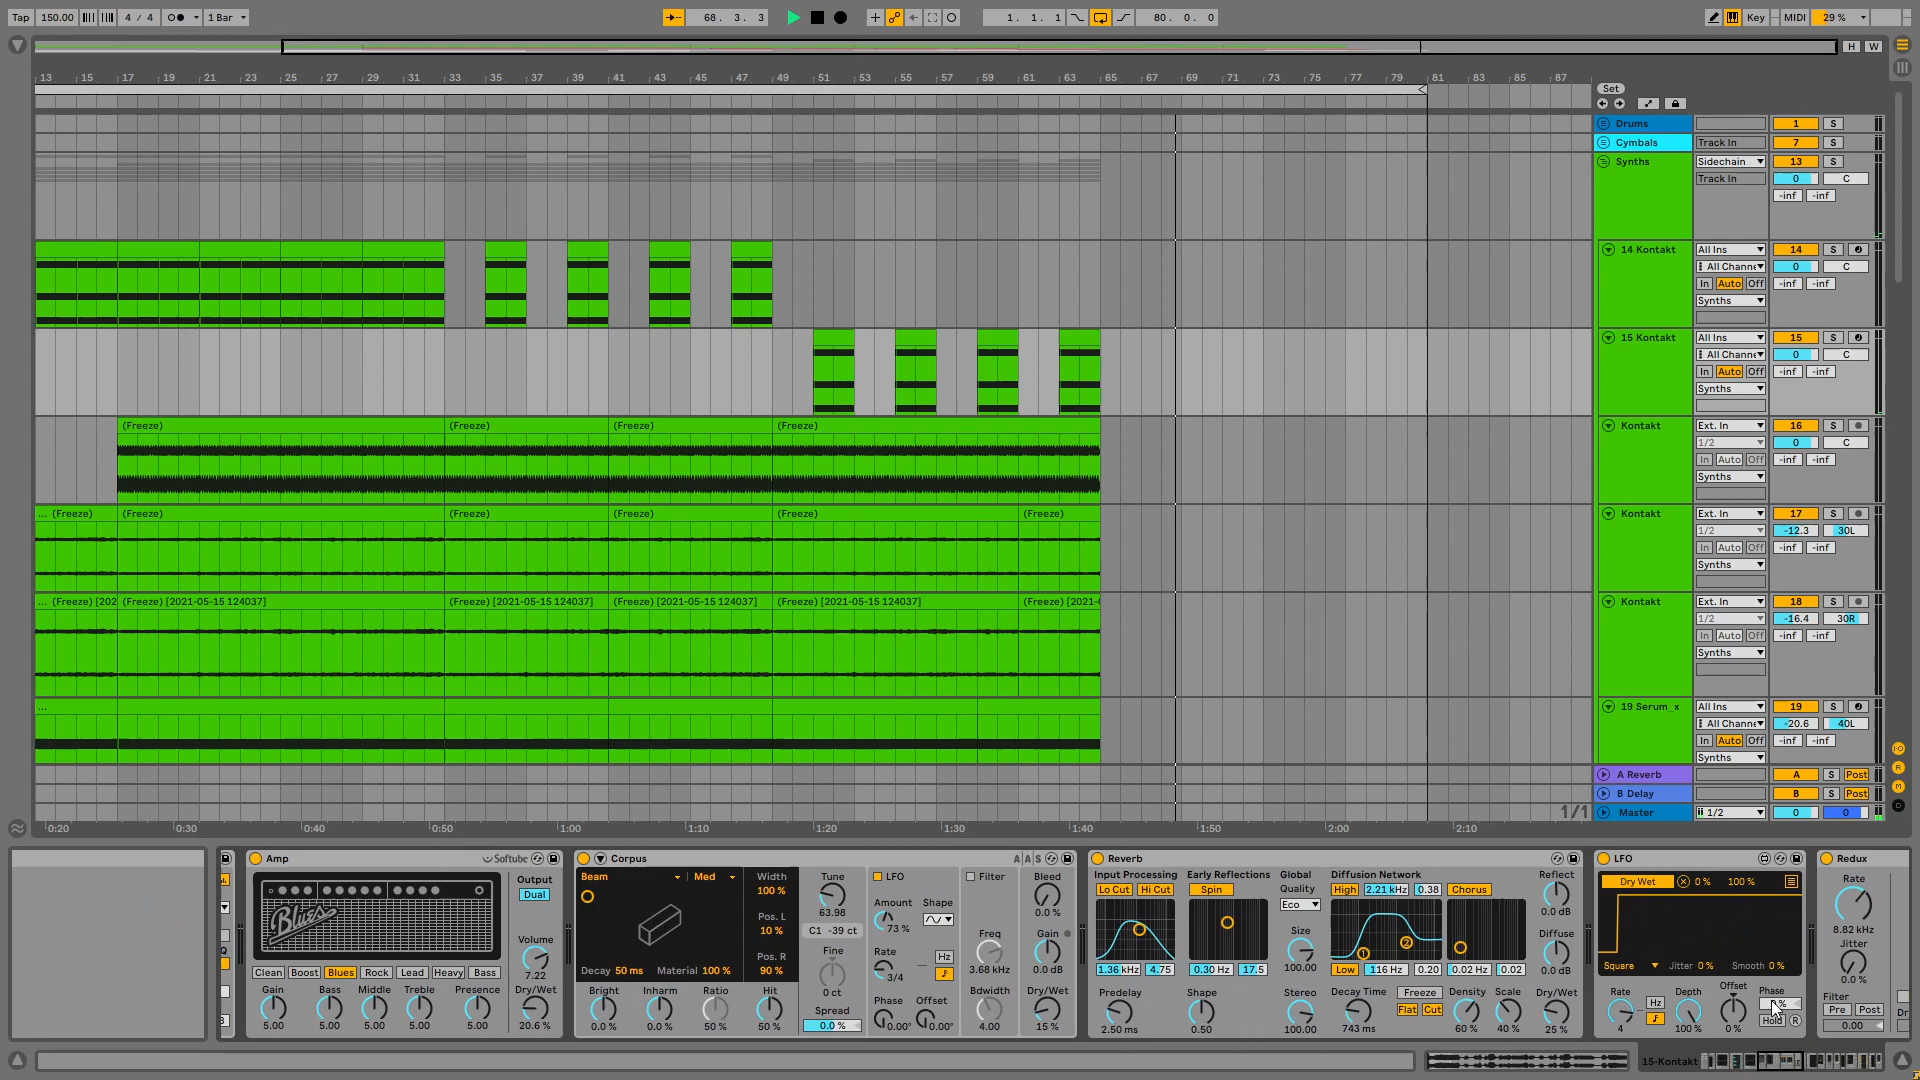 Tap 150.00 4 / 4 1 Bar 68. 3. 3 1. 1. 1 80. 0. 0 Key MIDI 29 %
H W
13 15 17 19 21 23 25 27 29 31 33 35 37 39 41 43 45 47 49 51 53 55 57 59 61 63 65 67 69 71 73 75 77 79 81 83 85 87
Set
Drums 1 S
Cymbals Track In 7 S
Synths Sidechain 13 S
Track In 0 C
-inf -inf
14 Kontakt All Ins 14 S
All Channe 0 C
In Auto Off -inf -inf
Synths
15 Kontakt All Ins 15 S
All Channe 0 C
In Auto Off -inf -inf
Synths
(Freeze) (Freeze) (Freeze) (Freeze) Kontakt Ext. In 16 S
1/2 0 C
In Auto Off -inf -inf
Synths
... (Freeze) (Freeze) (Freeze) (Freeze) (Freeze) (Freeze) Kontakt Ext. In 17 S
1/2 -12.3 30L
In Auto Off -inf -inf
Synths
... (Freeze) [202 (Freeze) [2021-05-15 124037] (Freeze) [2021-05-15 124037] (Freeze) [2021-05-15 124037] (Freeze) [2021-05-15 124037] (Freeze) [2021-0 Kontakt Ext. In 18 S
1/2 -16.4 30R
In Auto Off -inf -inf
Synths
... 19 Serum_x All Ins 19 S
All Channe -20.6 40L
In Auto Off -inf -inf
Synths
A Reverb A S Post
B Delay B S Post
1/1 Master 1/2 0 0
0:20 0:30 0:40 0:50 1:00 1:10 1:20 1:30 1:40 1:50 2:00 2:10
Amp Softube
Blues
Output
Dual
Volume
7.22
Clean Boost Blues Rock Lead Heavy Bass
Gain Bass Middle Treble Presence Dry/Wet
5.00 5.00 5.00 5.00 5.00 20.6 %
Corpus A A S
Beam Med Width
100 %
Pos. L
10 %
Pos. R
90 %
Decay 50 ms Material 100 %
Bright Inharm Ratio Hit
0.0 % 0.0 % 50 % 50 %
Tune
63.98
C1 -39 ct
Fine
0 ct
Spread
0.0 %
LFO
Amount Shape
73 %
Rate Hz
3/4
Phase Offset
0.00° 0.00°
Filter
Freq
3.68 kHz
Bdwidth
4.00
Bleed
0.0 %
Gain
0.0 dB
Dry/Wet
15 %
Reverb
Input Processing Early Reflections Global Diffusion Network Reflect
Lo Cut Hi Cut Spin Quality High 2.21 kHz 0.38 Chorus
Eco 0.0 dB
Size Diffuse
1.36 kHz 4.75 0.30 Hz 17.5 100.00 Low 116 Hz 0.20 0.02 Hz 0.02 0.0 dB
Predelay Shape Stereo Decay Time Freeze Density Scale Dry/Wet
Flat Cut
2.50 ms 0.50 100.00 743 ms 60 % 40 % 25 %
LFO
Dry Wet 0 % 100 %
Square Jitter 0 % Smooth 0 %
Rate Hz Depth Offset Phase
Hold R
4 100 % 0 %
Redux
Rate
8.82 kHz
Jitter
0.0 %
Filter
Pre Post
0.00
15-Kontakt